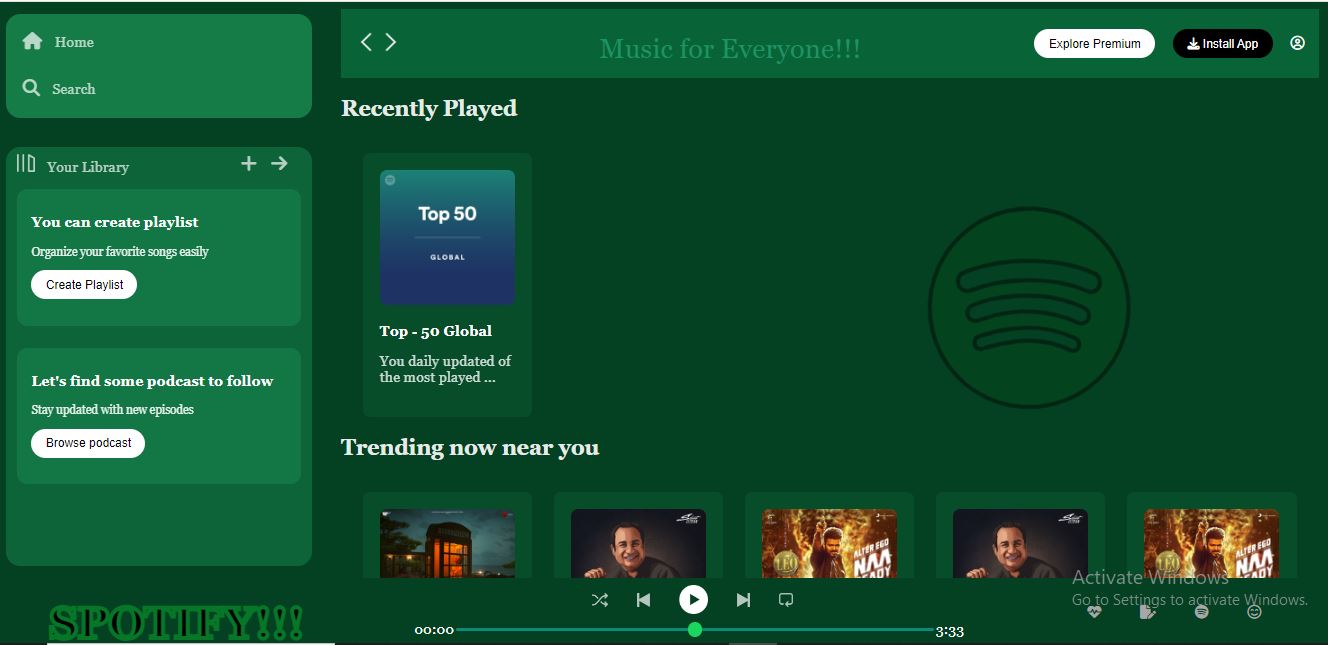 Home
Search
Your Library
You can create playlist
Organize your favorite songs easily
Create Playlist
Let's find some podcast to follow
Stay updated with new episodes
Browse podcast
SPOTIFY!!!
Music for Everyone!!!
Explore Premium
Install App
Recently Played
Top 50
GLOBAL
Top - 50 Global
You daily updated of
the most played ...
Trending now near you
LEO
ALTER EGO
NAA
READY
LEO
ALTER EGO
NAA
READY
Activate Windows
Go to Settings to activate Windows.
00:00
3:33